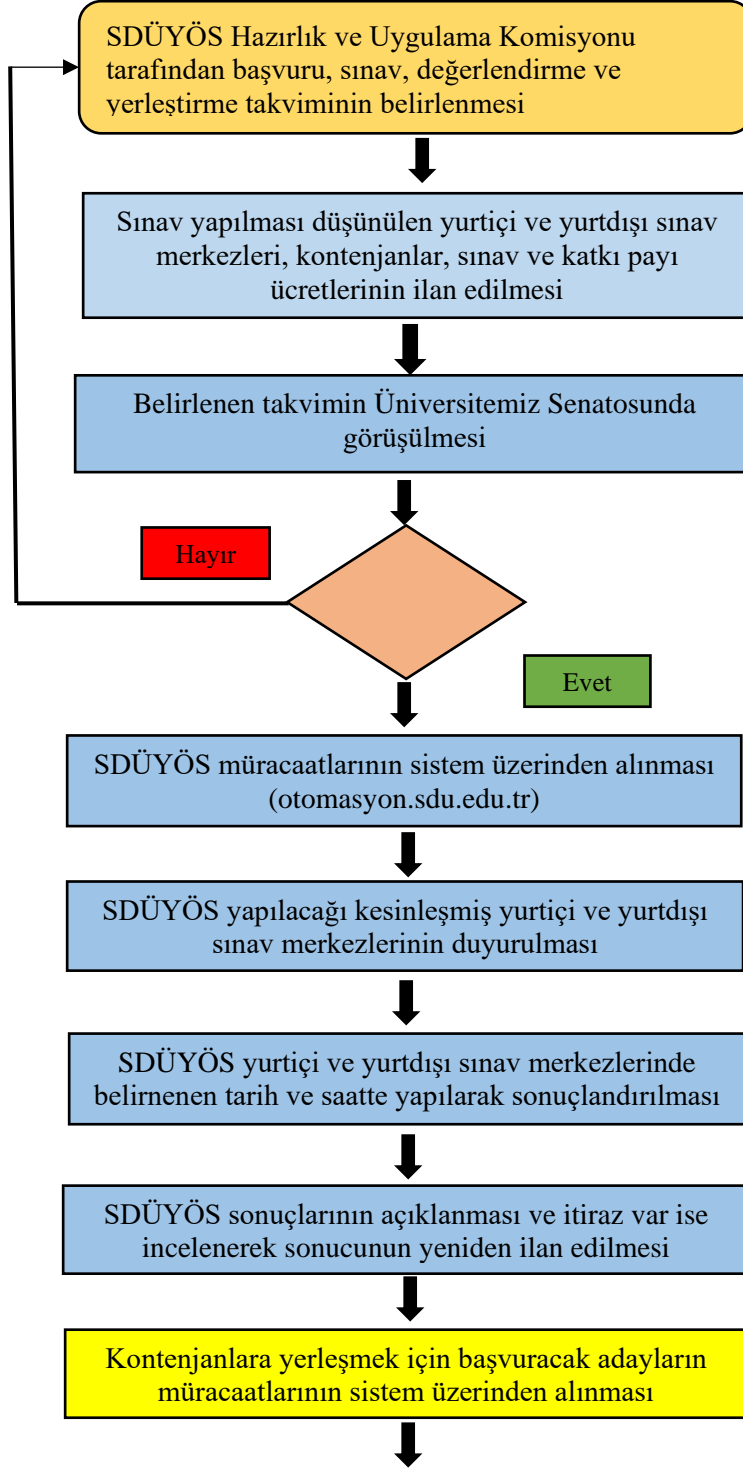 SDÜYÖS Hazırlık ve Uygulama Komisyonu
tarafından başvuru, sınav, değerlendirme ve
yerleştirme takviminin belirlenmesi
Sınav yapılması düşünülen yurtiçi ve yurtdışı sınav
merkezleri, kontenjanlar, sınav ve katkı payı
ücretlerinin ilan edilmesi
Belirlenen takvimin Üniversitemiz Senatosunda
görüşülmesi
Hayır
Evet
SDÜYÖS müracaatlarının sistem üzerinden alınması
(otomasyon.sdu.edu.tr)
SDÜYÖS yapılacağı kesinleşmiş yurtiçi ve yurtdışı
sınav merkezlerinin duyurulması
SDÜYÖS yurtiçi ve yurtdışı sınav merkezlerinde
belirnenen tarih ve saatte yapılarak sonuçlandırılması
SDÜYÖS sonuçlarının açıklanması ve itiraz var ise
incelenerek sonucunun yeniden ilan edilmesi
Kontenjanlara yerleşmek için başvuracak adayların
müracaatlarının sistem üzerinden alınması